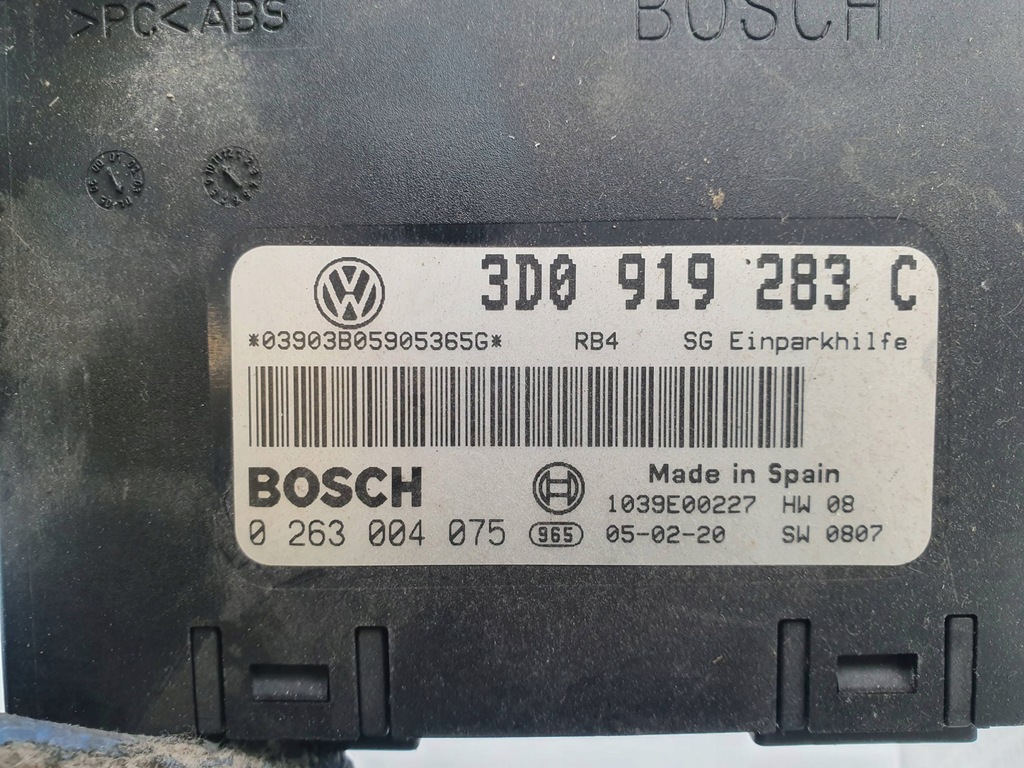 >PC< ABS
BOSCH
3D0 919 283 C
*03903B05905365G* RB4 SG Einparkhilfe
BOSCH
Made in Spain
1039E00227 HW 08
0 263 004 075 965 05-02-20 SW 0807